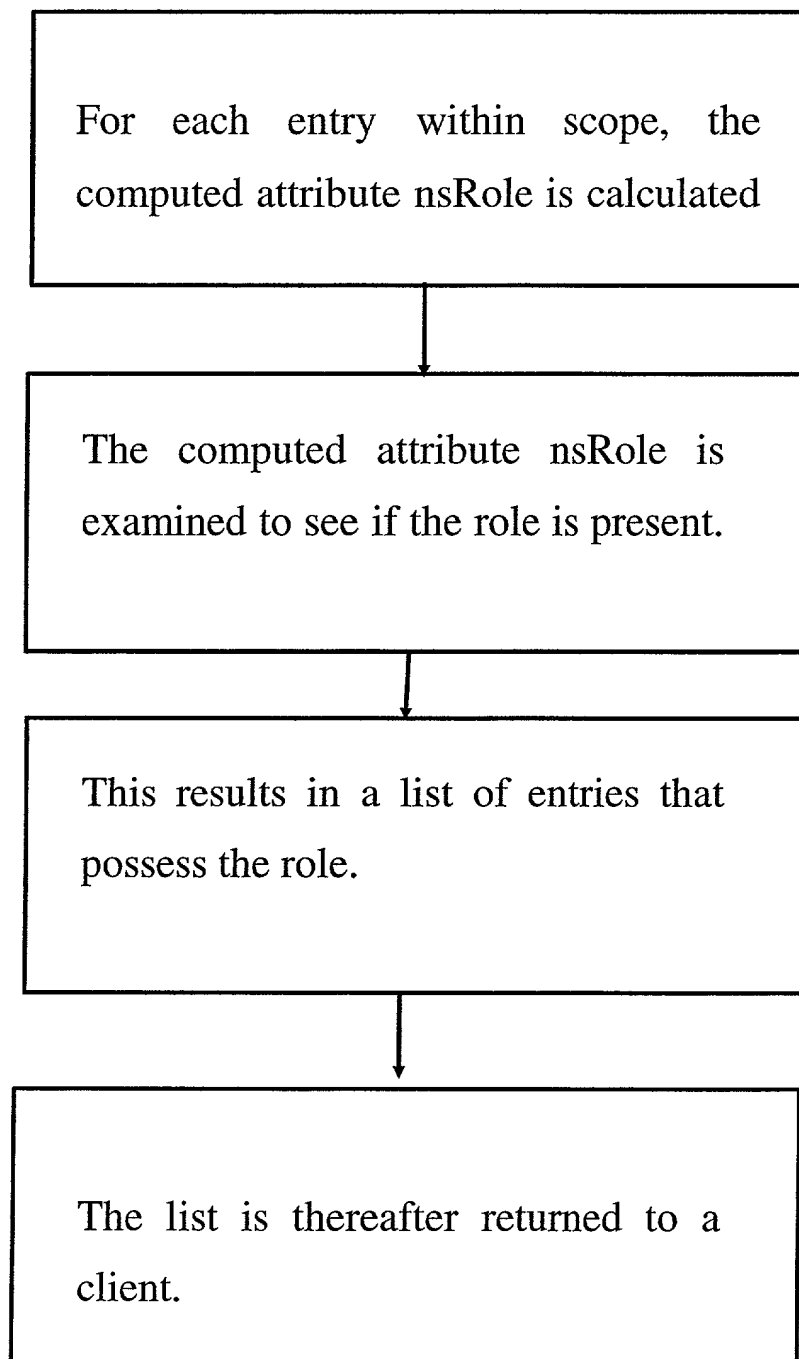 For each entry within scope, the
computed attribute nsRole is calculated
The computed attribute nsRole is
examined to see if the role is present.
This results in a list of entries that
possess the role.
The list is thereafter returned to a
client.